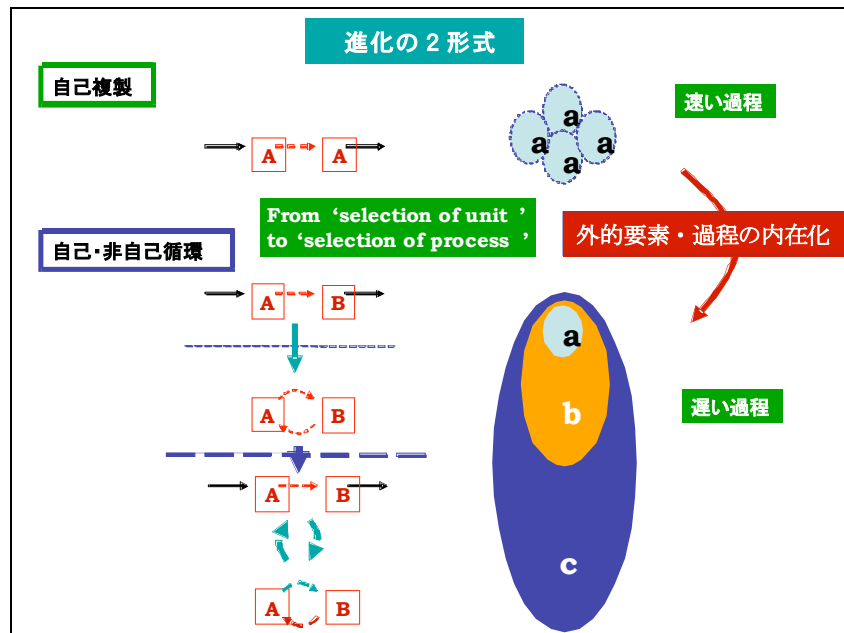 進化の2形式
自己複製
速い過程
a
a a
a
A A
From ‘selection of unit ’
to ‘selection of process ’
外的要素・過程の内在化
自己・非自己循環
A B
a
遅い過程
A B
b
A B
c
A B